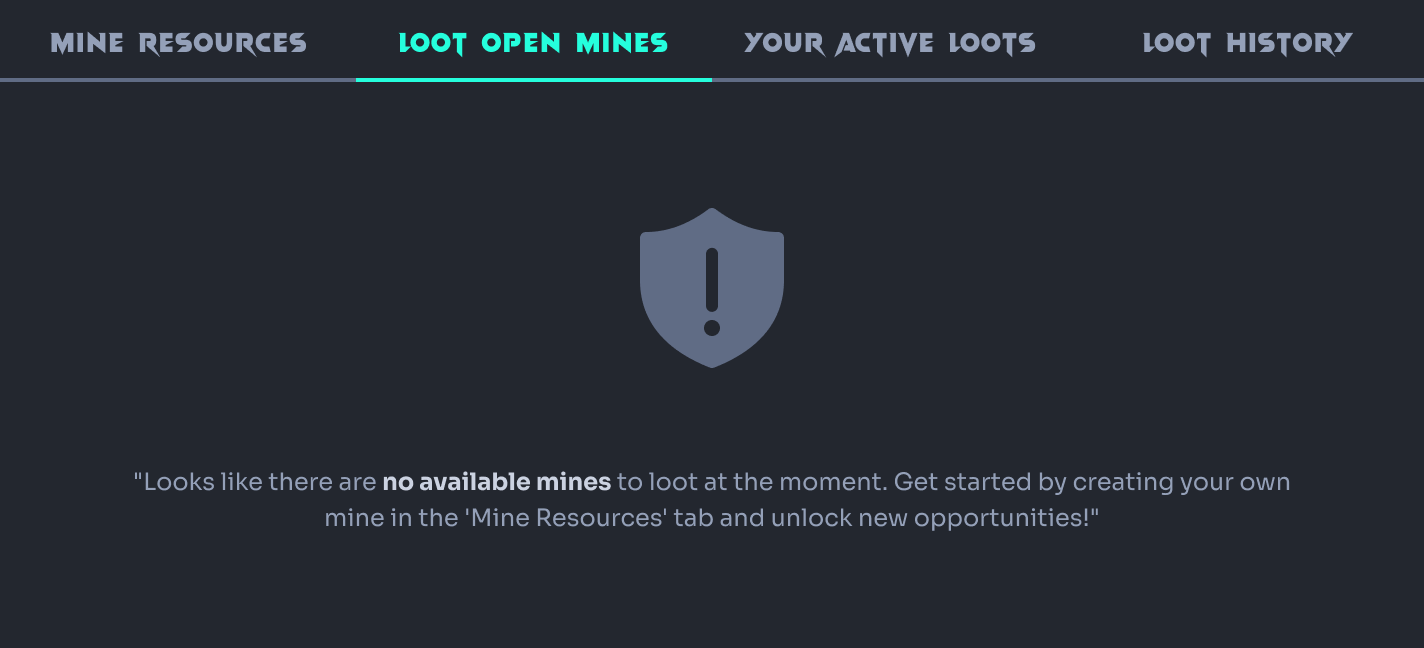 MINE RESOURCES
LOOT OPEN MINES
YOUR ACTIVE LOOTS
LOOT HISTORY
"Looks like there are no available mines to loot at the moment. Get started by creating your own
mine in the 'Mine Resources' tab and unlock new opportunities!"